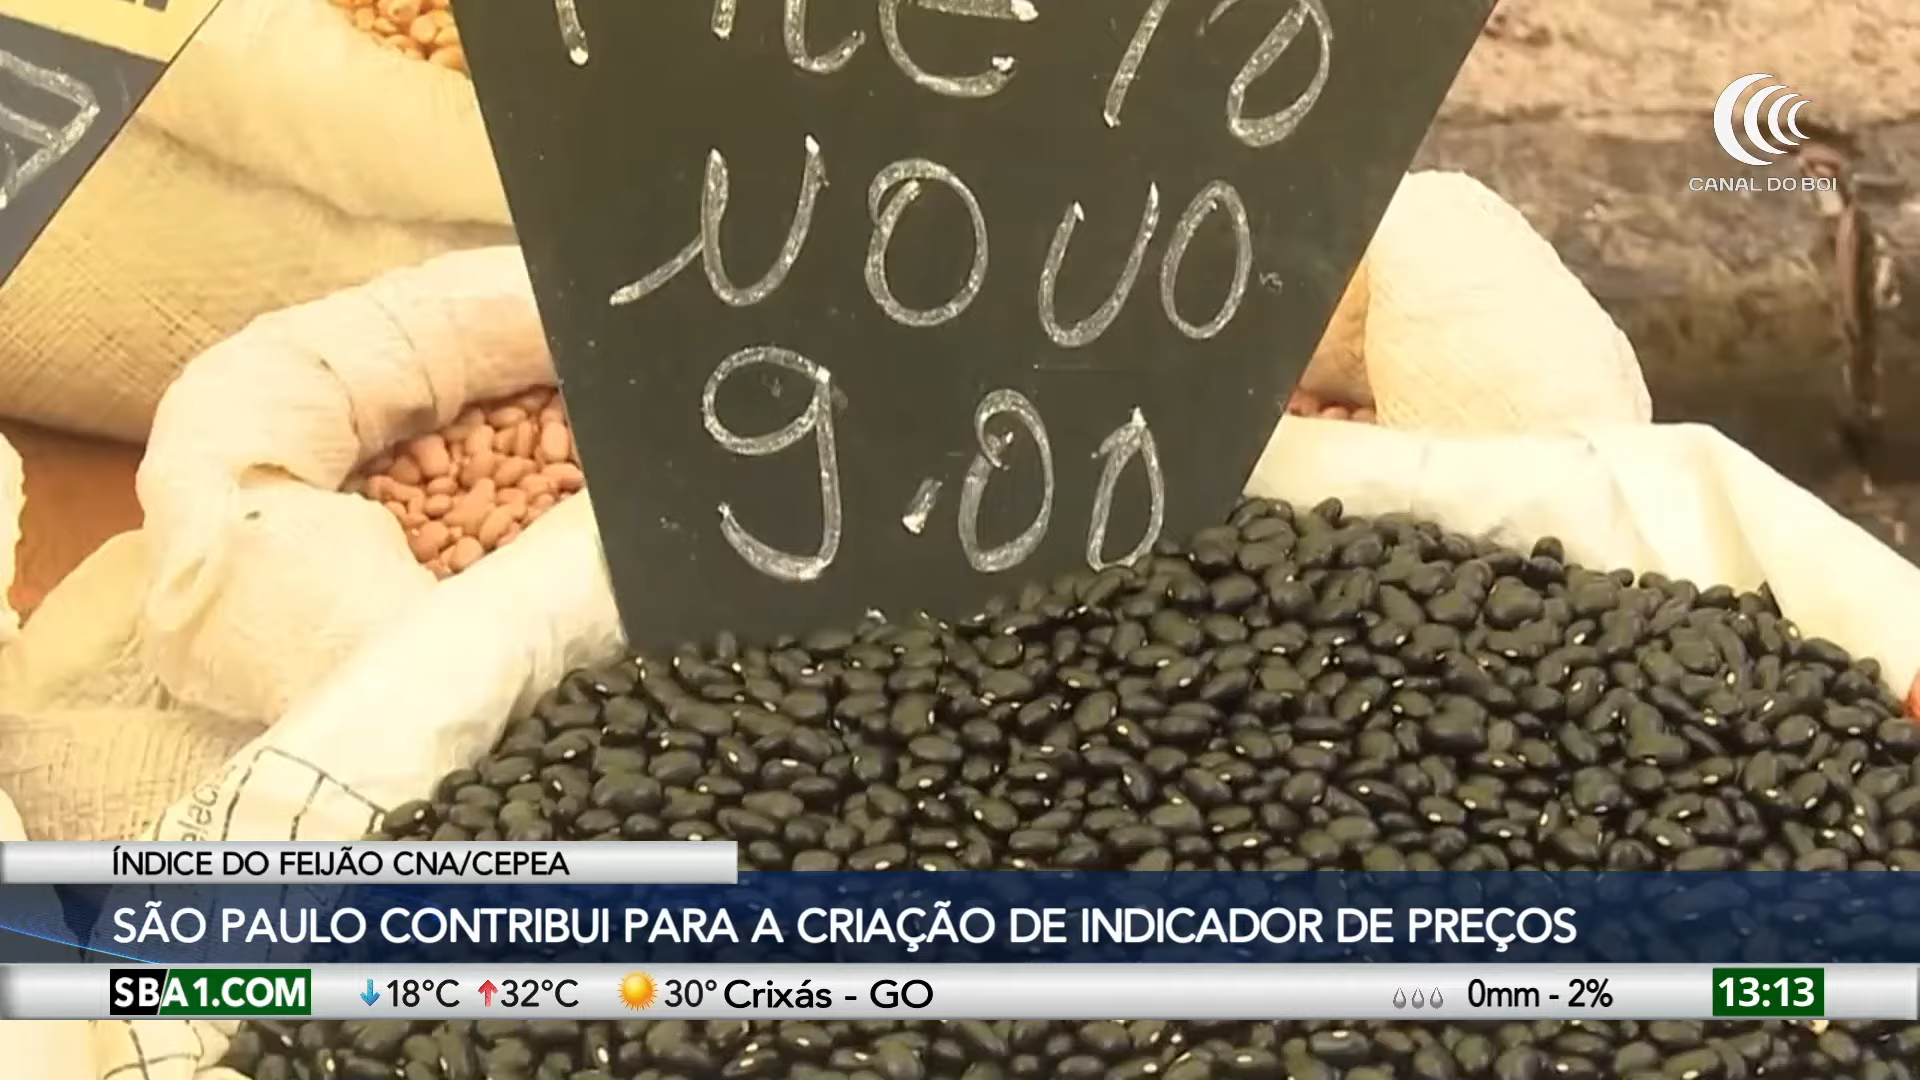 PRETO
NOVO
9.00
CANAL DO BOI
ÍNDICE DO FEIJÃO CNA/CEPEA
SÃO PAULO CONTRIBUI PARA A CRIAÇÃO DE INDICADOR DE PREÇOS
SBA1.COM 18°C 32°C 30° Crixás - GO 0mm - 2% 13:13